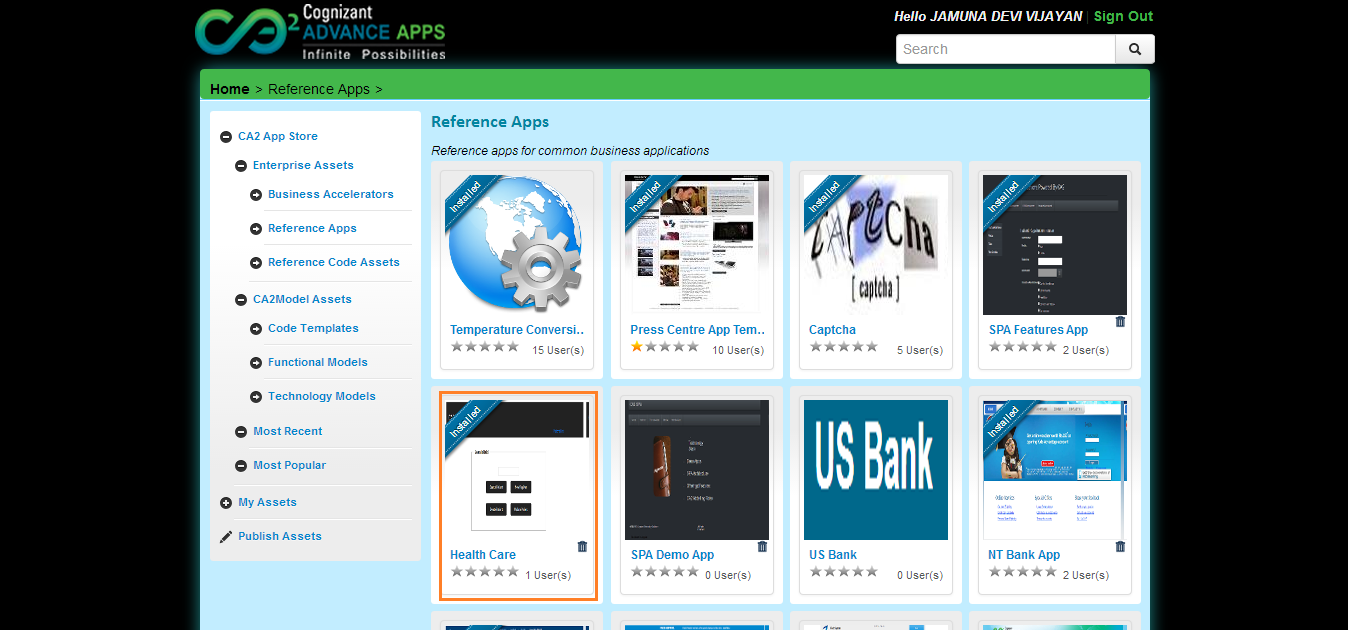 Cognizant
ADVANCE APPS
Infinite Possibilities
Hello JAMUNA DEVI VIJAYAN | Sign Out
Search
Home > Reference Apps >
CA2 App Store
Enterprise Assets
Business Accelerators
Reference Apps
Reference Code Assets
CA2Model Assets
Code Templates
Functional Models
Technology Models
Most Recent
Most Popular
My Assets
Publish Assets
Reference Apps
Reference apps for common business applications
Installed
Temperature Conversi..
15 User(s)
Installed
Press Centre App Tem..
10 User(s)
Installed
captcha
[ captcha ]
Captcha
5 User(s)
Installed
SPA Features App
2 User(s)
Installed
Health Care
1 User(s)
SPA Demo App
0 User(s)
US Bank
US Bank
0 User(s)
Installed
NT Bank App
2 User(s)